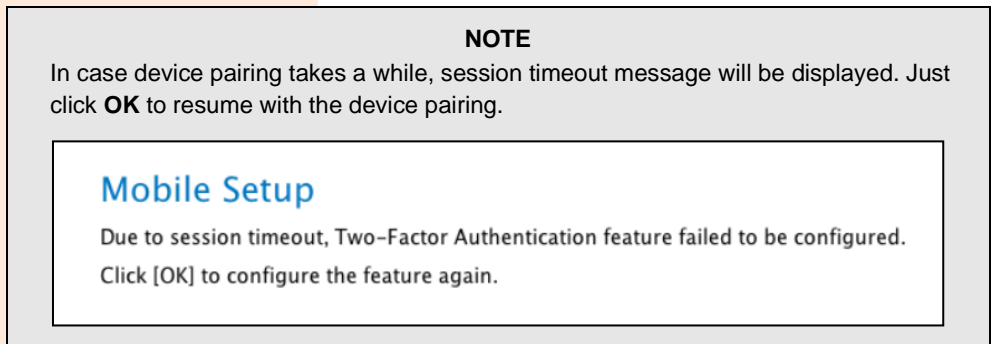 NOTE
In case device pairing takes a while, session timeout message will be displayed. Just
click OK to resume with the device pairing.
Mobile Setup
Due to session timeout, Two-Factor Authentication feature failed to be configured.
Click [OK] to configure the feature again.